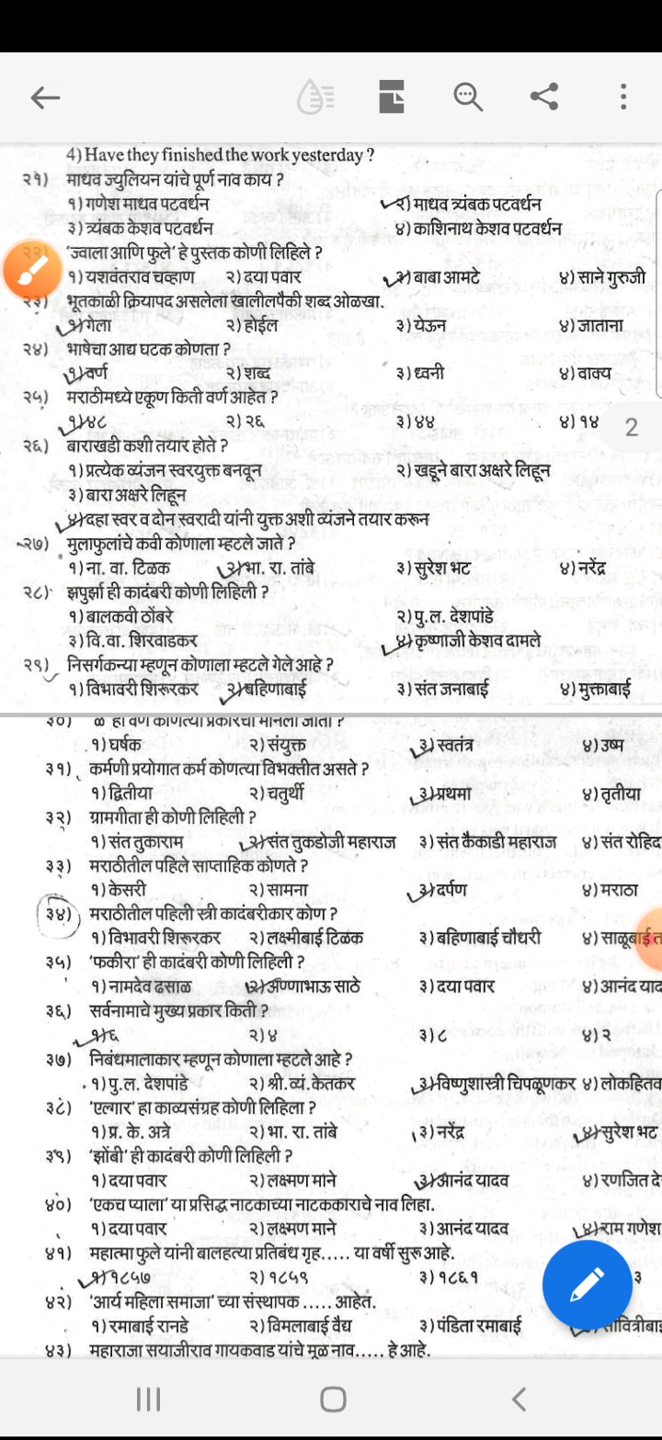 4) Have they finished the work yesterday ?
२१) माधव ज्युलियन यांचे पूर्ण नाव काय ?
१) गणेश माधव पटवर्धन २) माधव त्र्यंबक पटवर्धन
३) त्र्यंबक केशव पटवर्धन ४) काशिनाथ केशव पटवर्धन
'ज्वाला आणि फुले' हे पुस्तक कोणी लिहिले ?
१) यशवंतराव चव्हाण २) दया पवार ३) बाबा आमटे ४) साने गुरुजी
२३) भूतकाळी क्रियापद असलेला खालीलपैकी शब्द ओळखा.
१) गेला २) होईल ३) येऊन ४) जाताना
२४) भाषेचा आद्य घटक कोणता ?
१) वर्ण २) शब्द ३) ध्वनी ४) वाक्य
२५) मराठीमध्ये एकूण किती वर्ण आहेत ?
१) ४८ २) २६ ३) ४४ ४) १४ 2
२६) बाराखडी कशी तयार होते ?
१) प्रत्येक व्यंजन स्वरयुक्त बनवून २) खडूने बारा अक्षरे लिहून
३) बारा अक्षरे लिहून
४) दहा स्वर व दोन स्वरादी यांनी युक्त अशी व्यंजने तयार करून
२७) मुलाफुलांचे कवी कोणाला म्हटले जाते ?
१) ना. वा. टिळक २) भा. रा. तांबे ३) सुरेश भट ४) नरेंद्र
२८) झपुर्झा ही कादंबरी कोणी लिहिली ?
१) बालकवी ठोंबरे २) पु. ल. देशपांडे
३) वि. वा. शिरवाडकर ४) कृष्णाजी केशव दामले
२९) निसर्गकन्या म्हणून कोणाला म्हटले गेले आहे ?
१) विभावरी शिरूरकर २) बहिणाबाई ३) संत जनाबाई ४) मुक्ताबाई
३०) ळ हा वर्ण कोणत्या प्रकारचा मानला जातो ?
१) घर्षक २) संयुक्त ३) स्वतंत्र ४) उष्म
३१) कर्मणी प्रयोगात कर्म कोणत्या विभक्तीत असते ?
१) द्वितीया २) चतुर्थी ३) प्रथमा ४) तृतीया
३२) ग्रामगीता ही कोणी लिहिली ?
१) संत तुकाराम २) संत तुकडोजी महाराज ३) संत कैकाडी महाराज ४) संत रोहिद
३३) मराठीतील पहिले साप्ताहिक कोणते ?
१) केसरी २) सामना ३) दर्पण ४) मराठा
३४) मराठीतील पहिली स्त्री कादंबरीकार कोण ?
१) विभावरी शिरूरकर २) लक्ष्मीबाई टिळक ३) बहिणाबाई चौधरी ४) साळूबाई त
३५) 'फकीरा' ही कादंबरी कोणी लिहिली ?
१) नामदेव ढसाळ २) अण्णाभाऊ साठे ३) दया पवार ४) आनंद याद
३६) सर्वनामाचे मुख्य प्रकार किती ?
१) ६ २) ४ ३) ८ ४) २
३७) निबंधमालाकार म्हणून कोणाला म्हटले आहे ?
१) पु. ल. देशपांडे २) श्री. व्यं. केतकर ३) विष्णुशास्त्री चिपळूणकर ४) लोकहितव
३८) 'एल्गार' हा काव्यसंग्रह कोणी लिहिला ?
१) प्र. के. अत्रे २) भा. रा. तांबे ३) नरेंद्र ४) सुरेश भट
३९) 'झोंबी' ही कादंबरी कोणी लिहिली ?
१) दया पवार २) लक्ष्मण माने ३) आनंद यादव ४) रणजित दे
४०) 'एकच प्याला' या प्रसिद्ध नाटकाच्या नाटककाराचे नाव लिहा.
१) दया पवार २) लक्ष्मण माने ३) आनंद यादव ४) राम गणेश
४१) महात्मा फुले यांनी बालहत्या प्रतिबंध गृह..... या वर्षी सुरू आहे.
१) १८५७ २) १८५९ ३) १८६१ ३
४२) 'आर्य महिला समाजा' च्या संस्थापक ..... आहेत.
१) रमाबाई रानडे २) विमलाबाई वैद्य ३) पंडिता रमाबाई सावित्रीबाई
४३) महाराजा सयाजीराव गायकवाड यांचे मूळ नाव..... हे आहे.